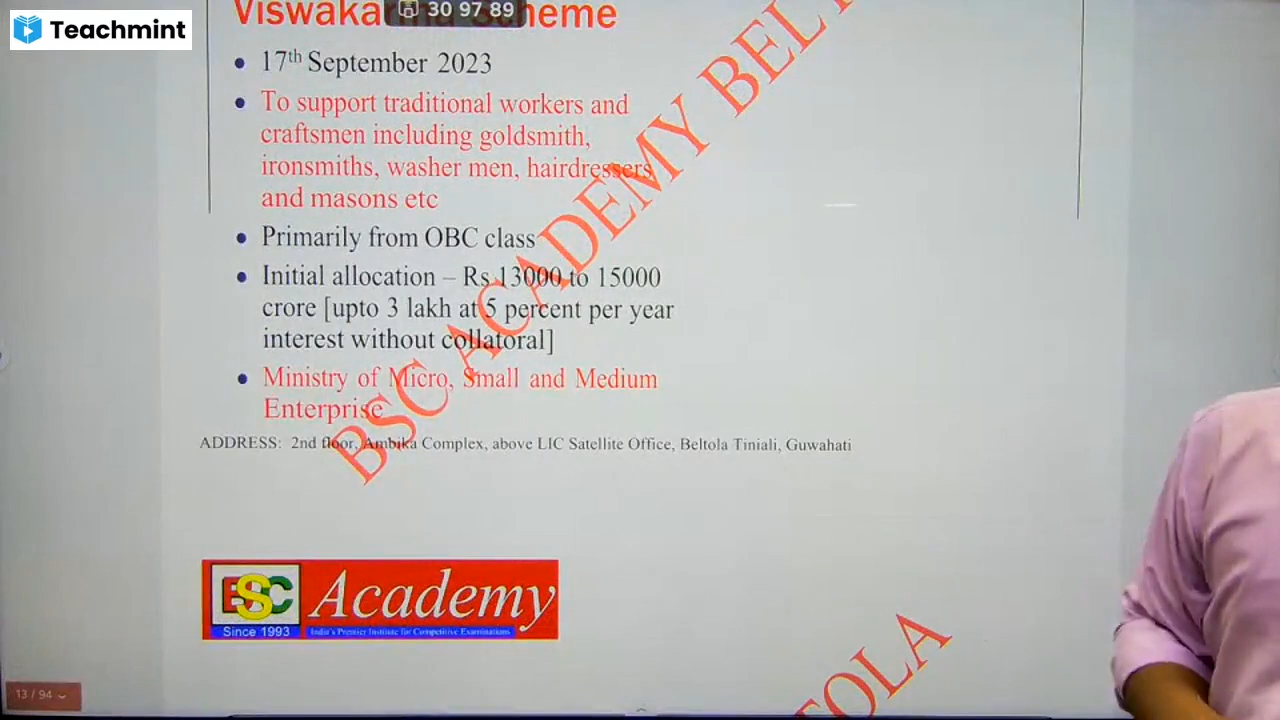 Teachmint
30 97 89
Viswaka
heme
• 17th September 2023
• To support traditional workers and
craftsmen including goldsmith,
ironsmiths, washer men, hairdressers
and masons etc
• Primarily from OBC class
• Initial allocation – Rs 13000 to 15000
crore [upto 3 lakh at 5 percent per year
interest without collatoral]
• Ministry of Micro, Small and Medium
Enterprise
BSC ACADEMY BELT
ADDRESS: 2nd floor, Ambika Complex, above LIC Satellite Office, Beltola Tiniali, Guwahati
BSC Academy
Since 1993
India's Premier Institute for Competitive Examinations
TOLA
13 / 94